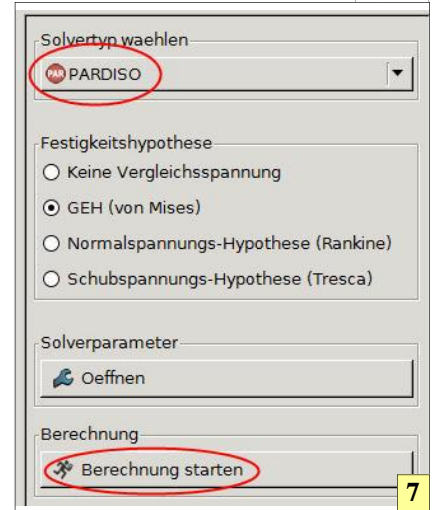 Solvertyp waehlen
PAR PARDISO
Festigkeitshypothese
Keine Vergleichsspannung
GEH (von Mises)
Normalspannungs-Hypothese (Rankine)
Schubspannungs-Hypothese (Tresca)
Solverparameter
Oeffnen
Berechnung
Berechnung starten
7